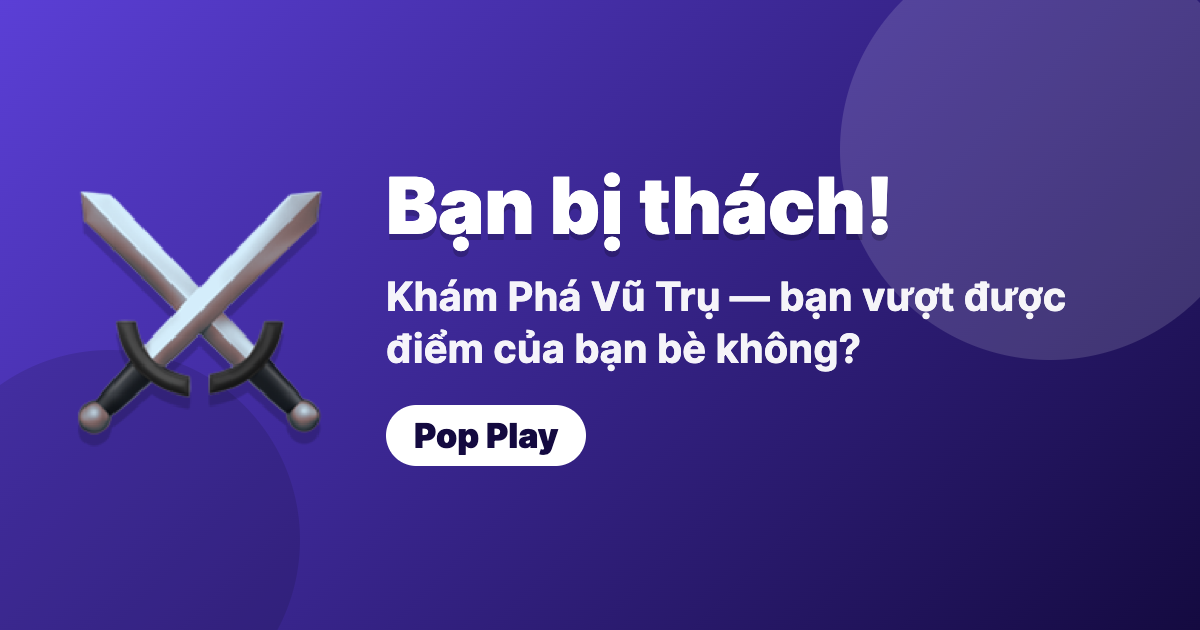 Bạn bị thách!
Khám Phá Vũ Trụ — bạn vượt được
điểm của bạn bè không?
Pop Play